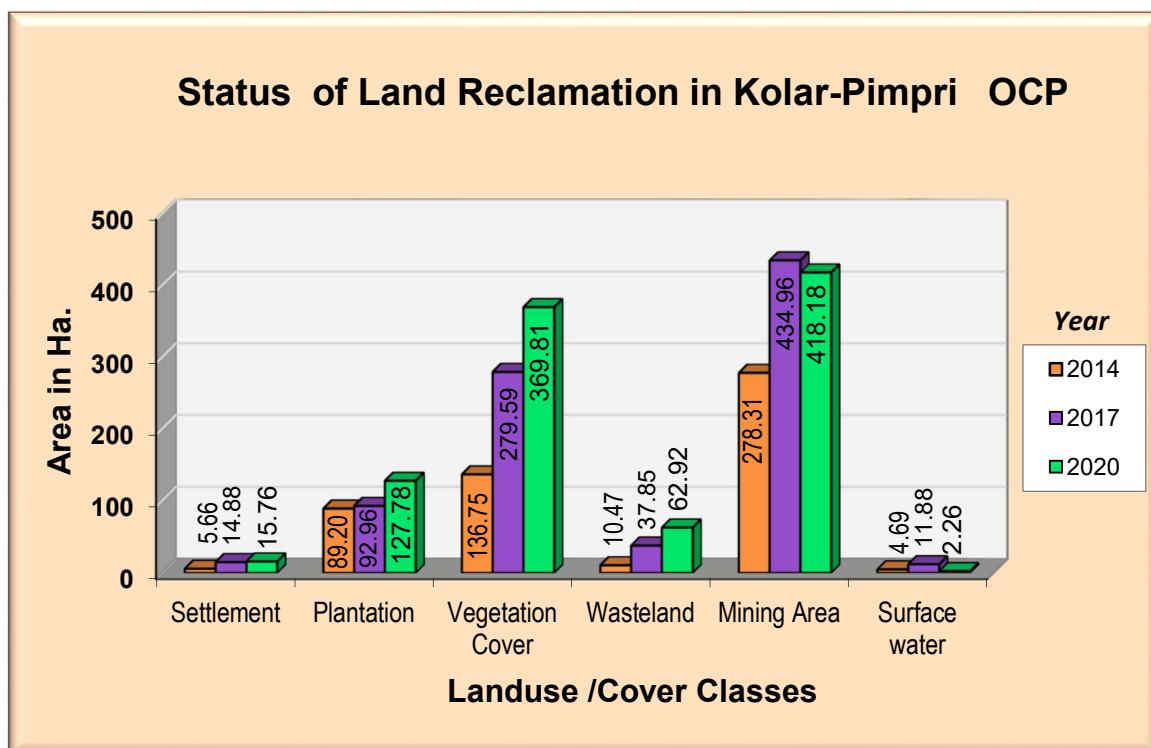 Status of Land Reclamation in Kolar-Pimpri OCP
Area in Ha.
500
400
300
200
100
0
5.66
14.88
15.76
89.20
92.96
127.78
136.75
279.59
369.81
10.47
37.85
62.92
278.31
434.96
418.18
4.69
11.88
2.26
Settlement
Plantation
Vegetation
Cover
Wasteland
Mining Area
Surface
water
Landuse /Cover Classes
Year
2014
2017
2020